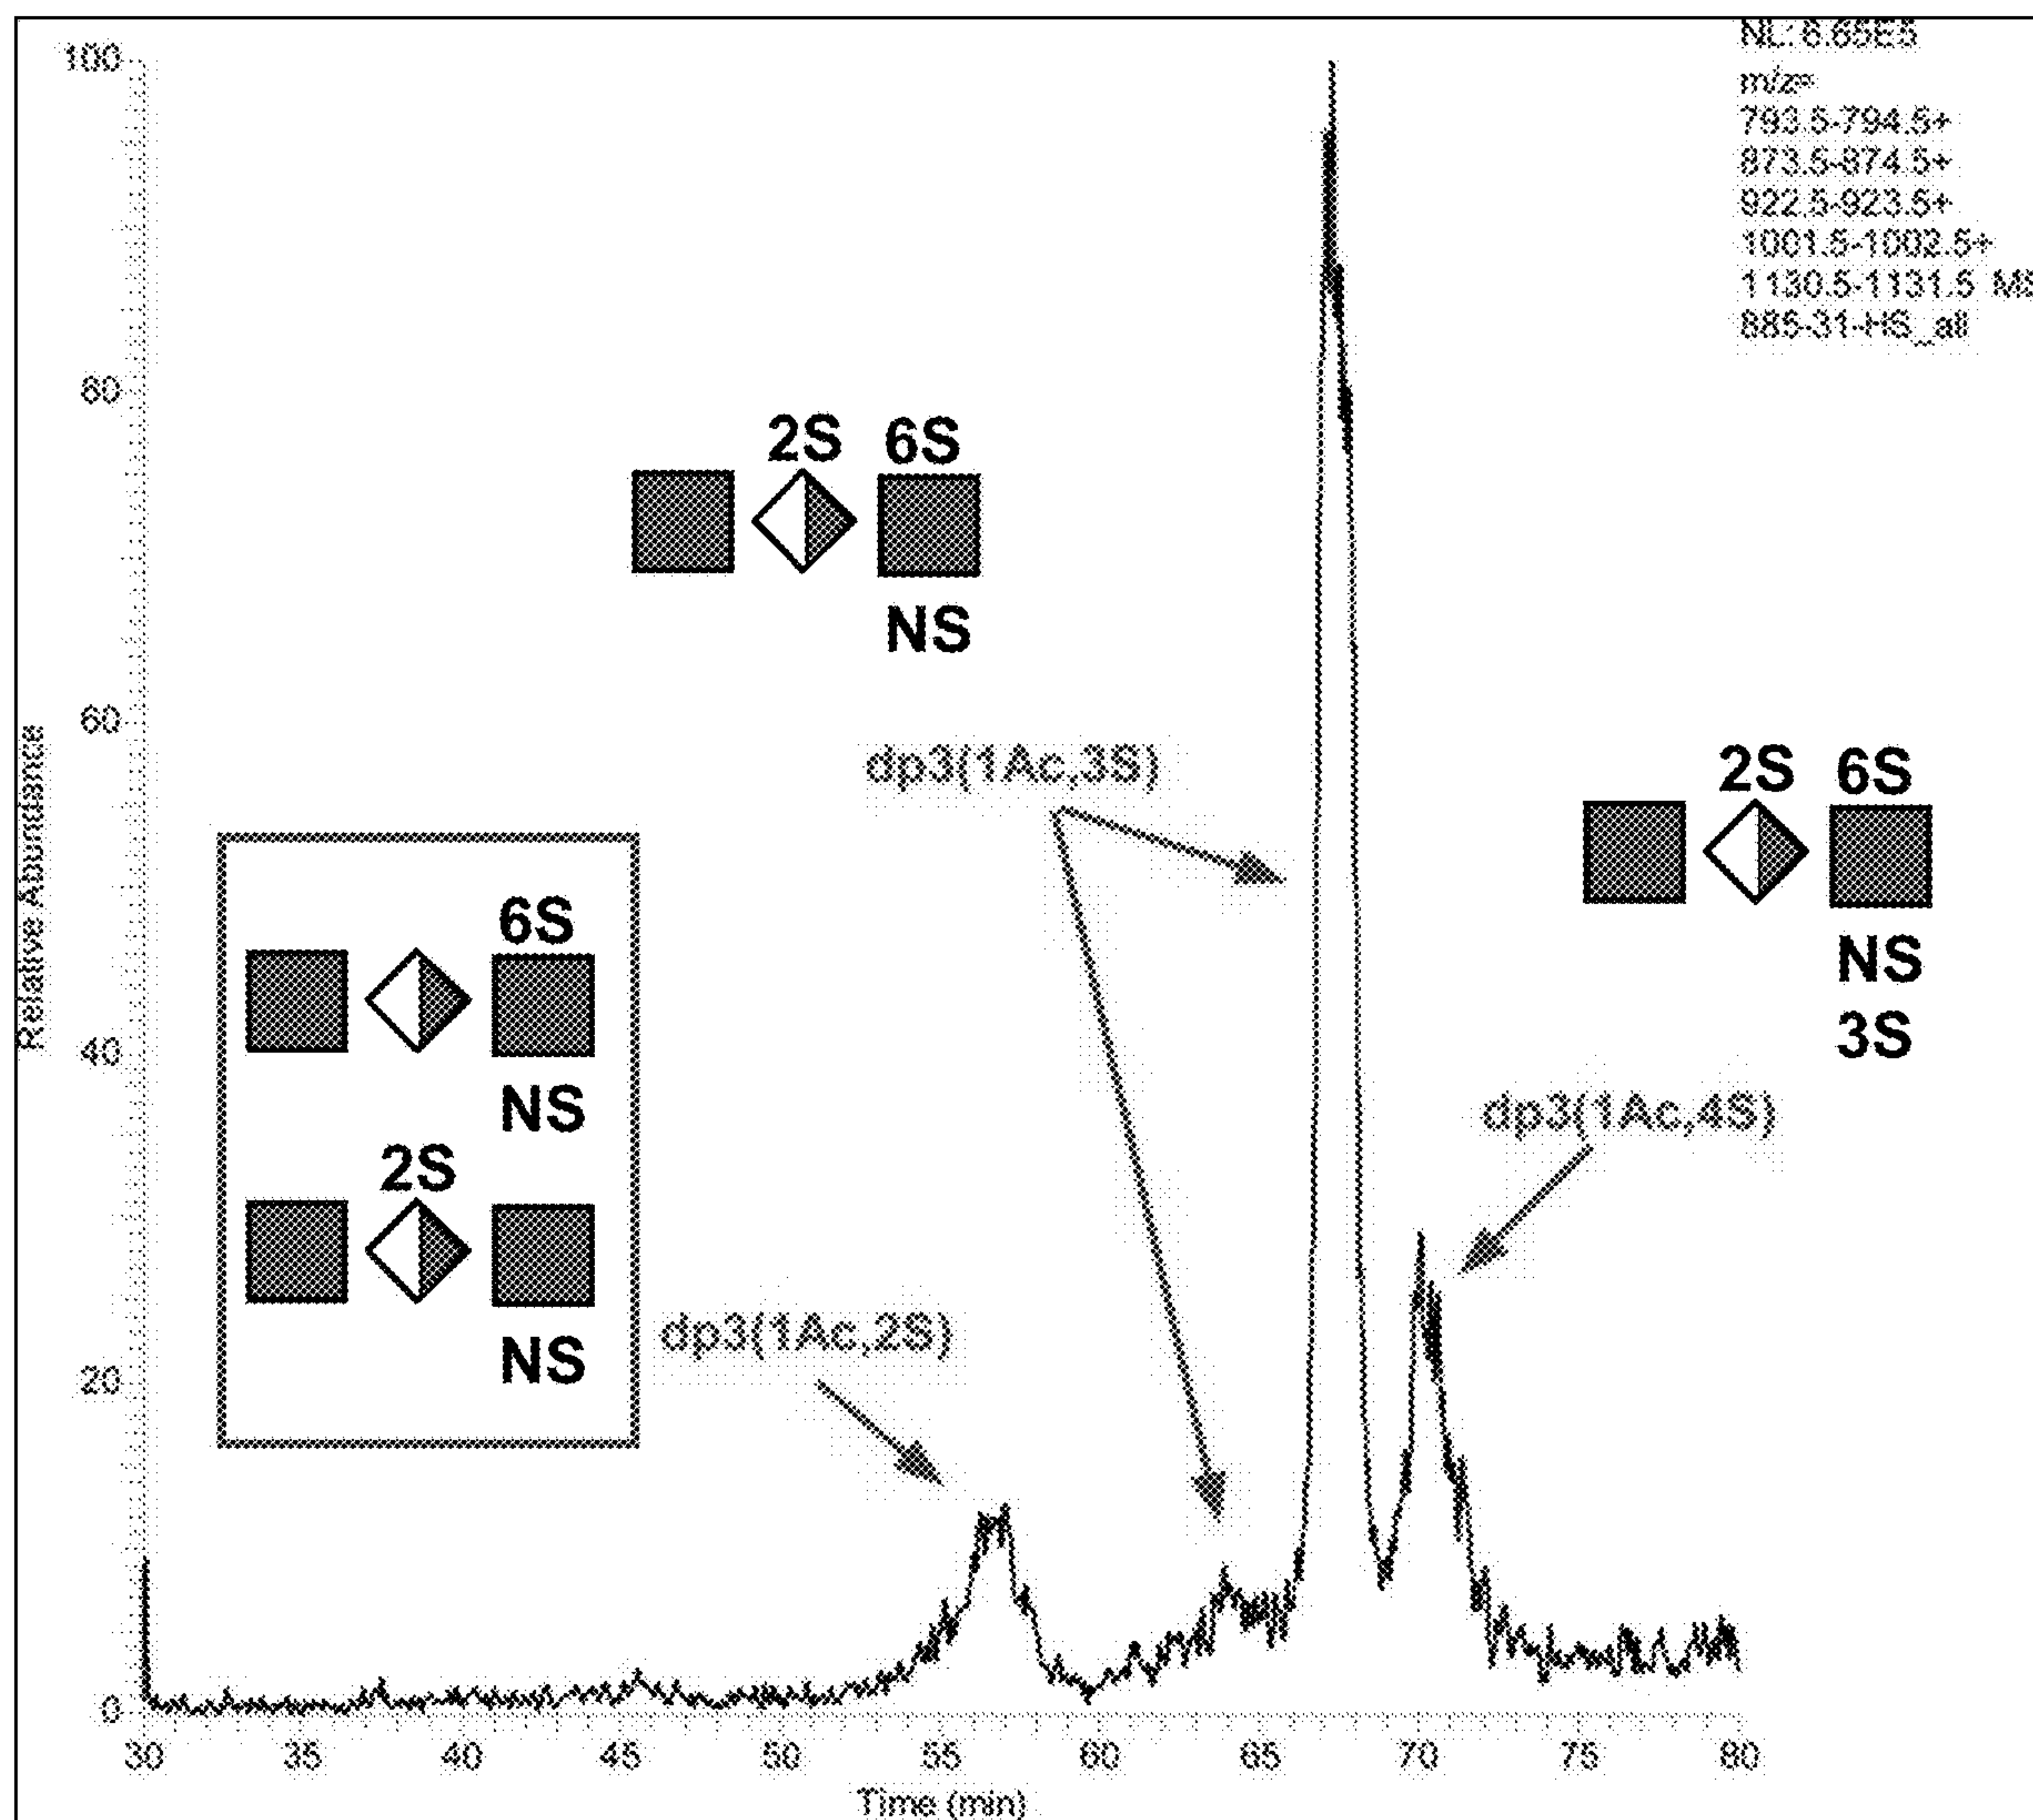 NL: 6.65E5
m/z=
793.5-794.5+
873.5-874.5+
922.5-923.5+
1001.5-1002.5+
1130.5-1131.5 MS
885-31-HS_all
100
80
60
40
20
0
Relative Abundance
2S 6S
NS
dp3(1Ac,3S)
2S 6S
NS
3S
6S
NS
2S
NS
dp3(1Ac,2S)
dp3(1Ac,4S)
30 35 40 45 50 55 60 65 70 75 80
Time (min)